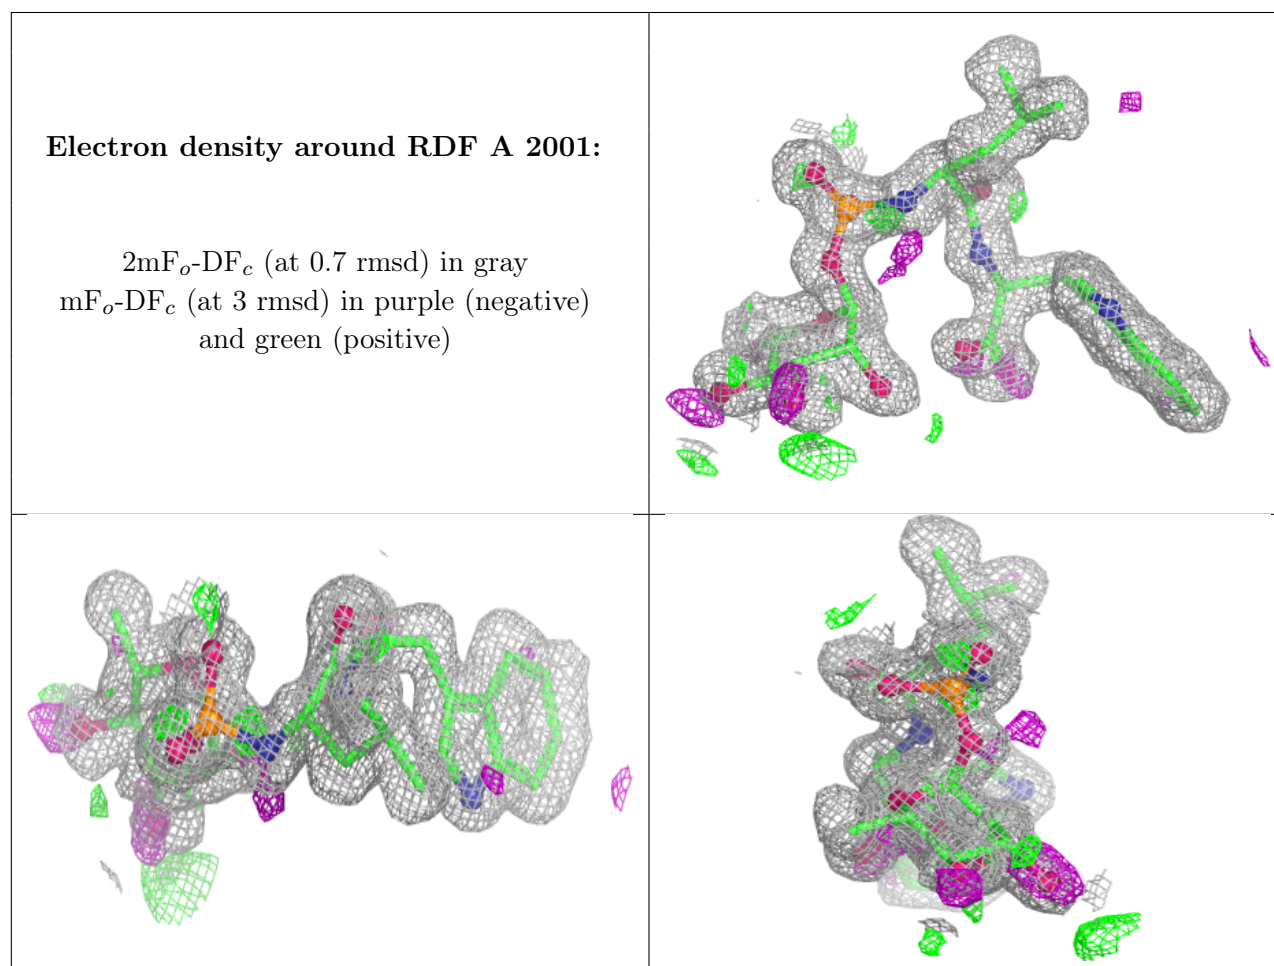 Electron density around RDF A 2001:
2mFo-DFc (at 0.7 rmsd) in gray
mFo-DFc (at 3 rmsd) in purple (negative)
and green (positive)